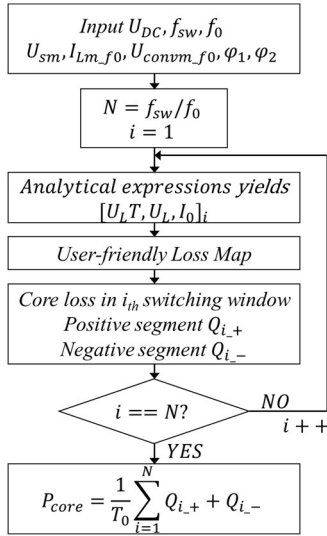 Input U_DC, f_sw, f_0
U_sm, I_Lm_f0, U_convm_f0, φ_1, φ_2
N = f_sw/f_0
i = 1
Analytical expressions yields
[U_L T, U_L, I_0]_i
User-friendly Loss Map
Core loss in i_th switching window
Positive segment Q_i_+
Negative segment Q_i_−
i == N?
NO
i ++
YES
P_core = 1/T_0 ∑_{i=1}^{N} Q_i_+ + Q_i_−